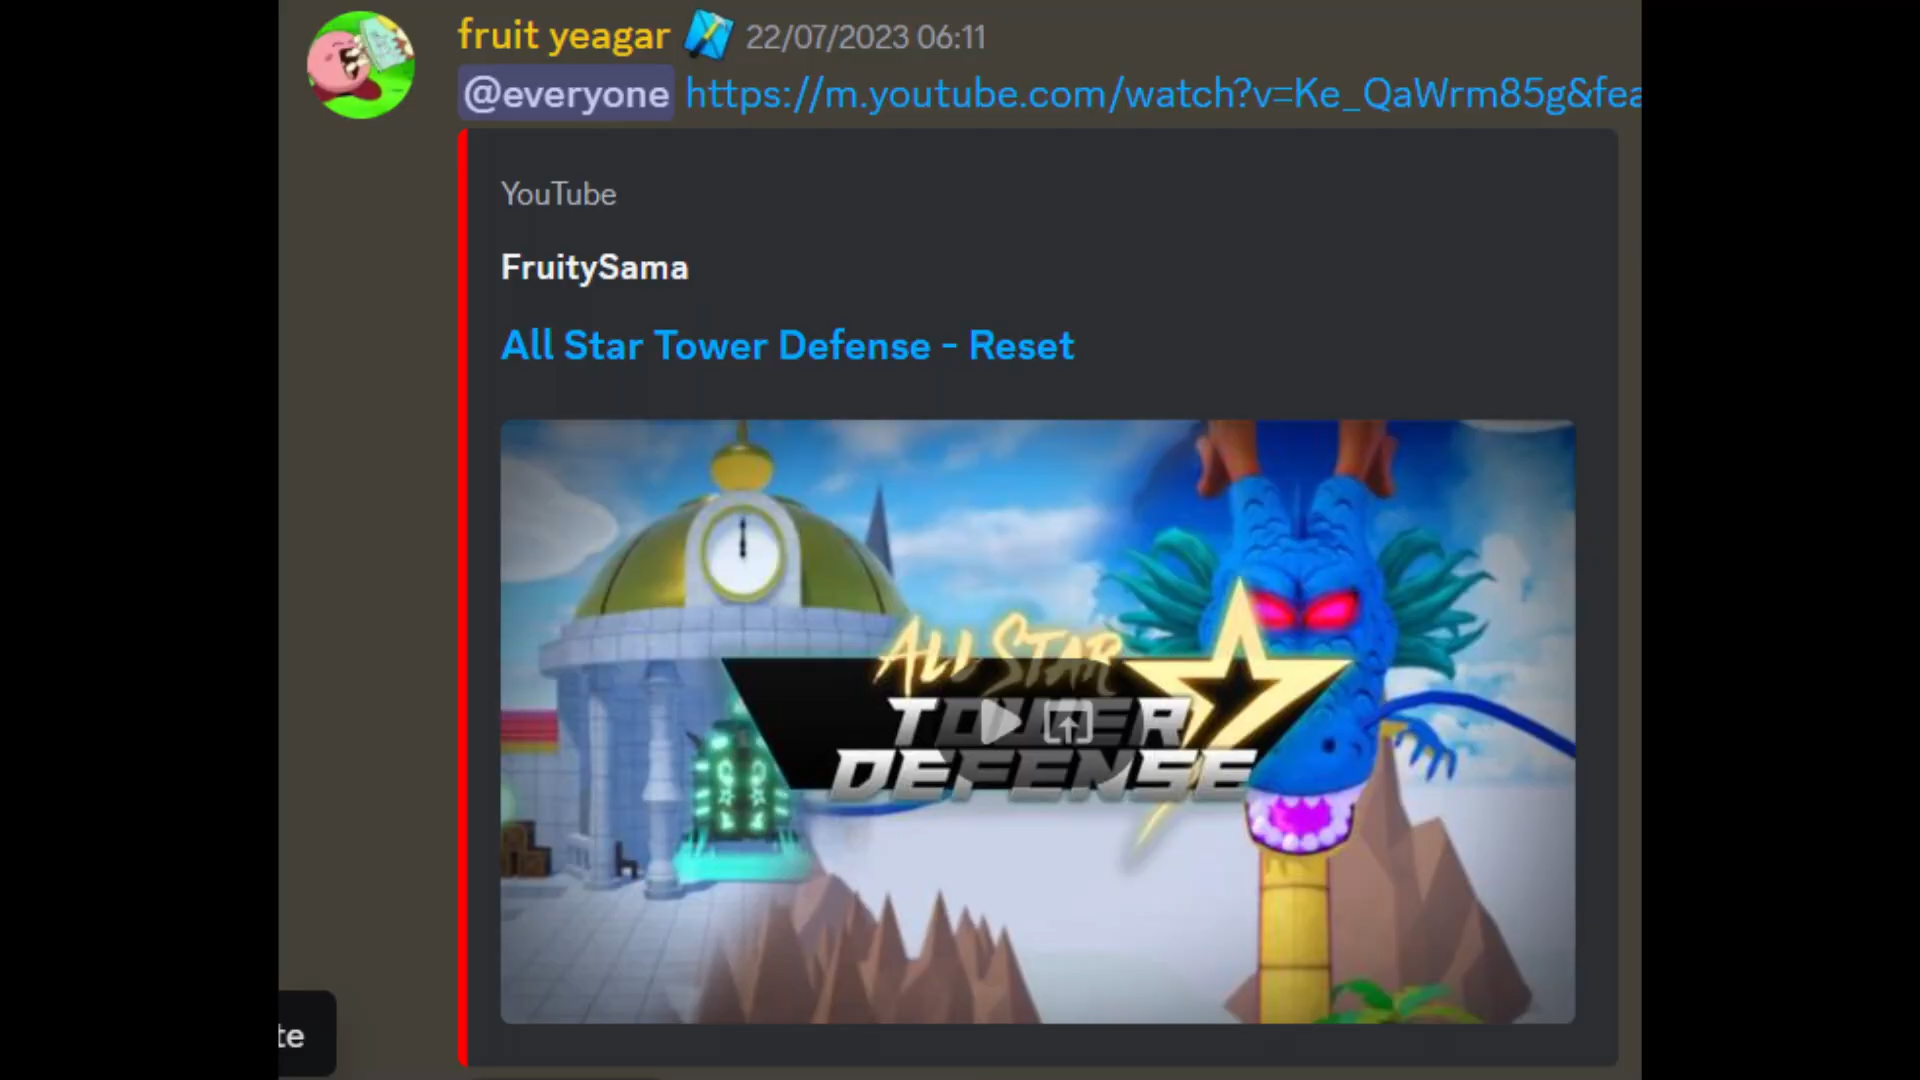 fruit yeagar 22/07/2023 06:11
@everyone https://m.youtube.com/watch?v=Ke_QaWrm85g&fea
YouTube
FruitySama
All Star Tower Defense - Reset
ALL STAR
TOWER
DEFENSE
te